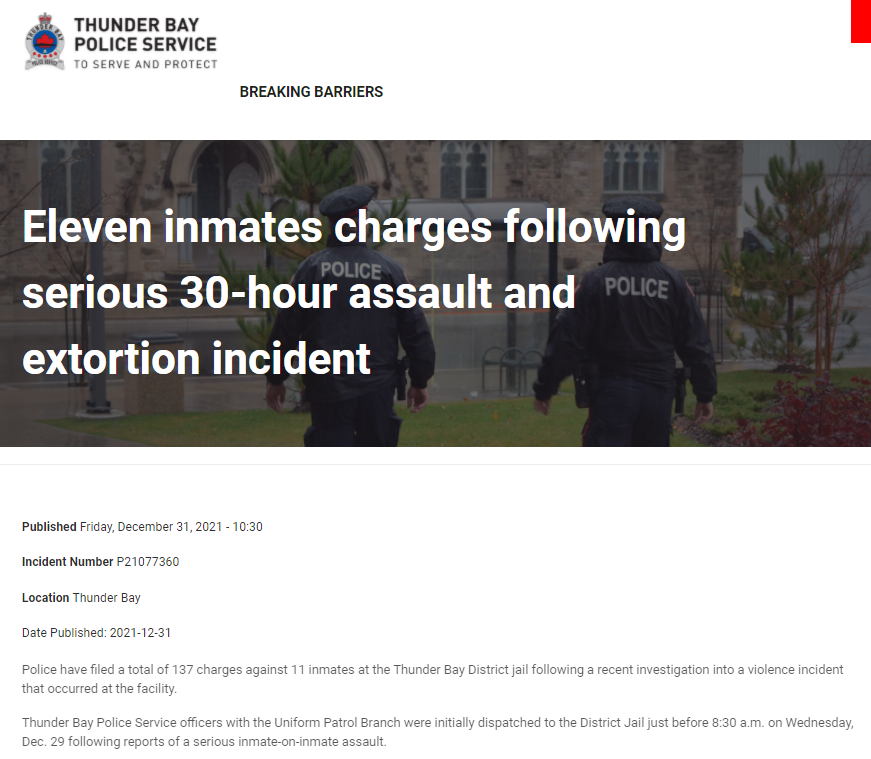 THUNDER BAY
POLICE SERVICE
TO SERVE AND PROTECT
BREAKING BARRIERS
Eleven inmates charges following
serious 30-hour assault and
extortion incident
POLICE
POLICE
Published Friday, December 31, 2021 - 10:30
Incident Number P21077360
Location Thunder Bay
Date Published: 2021-12-31
Police have filed a total of 137 charges against 11 inmates at the Thunder Bay District jail following a recent investigation into a violence incident
that occurred at the facility.
Thunder Bay Police Service officers with the Uniform Patrol Branch were initially dispatched to the District Jail just before 8:30 a.m. on Wednesday,
Dec. 29 following reports of a serious inmate-on-inmate assault.